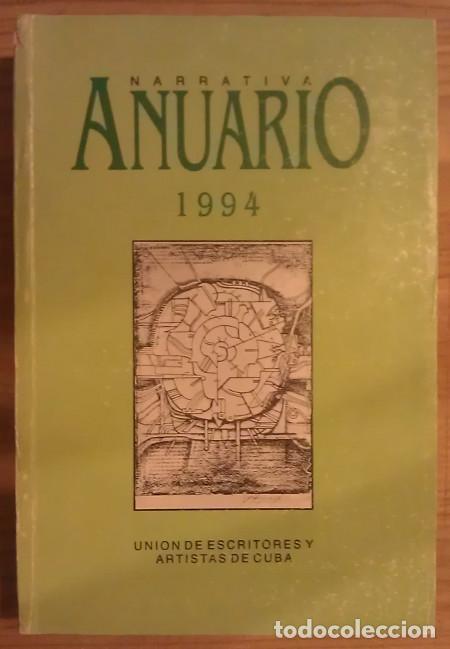 NARRATIVA
ANUARIO
1994
UNION DE ESCRITORES Y
ARTISTAS DE CUBA
todocoleccion